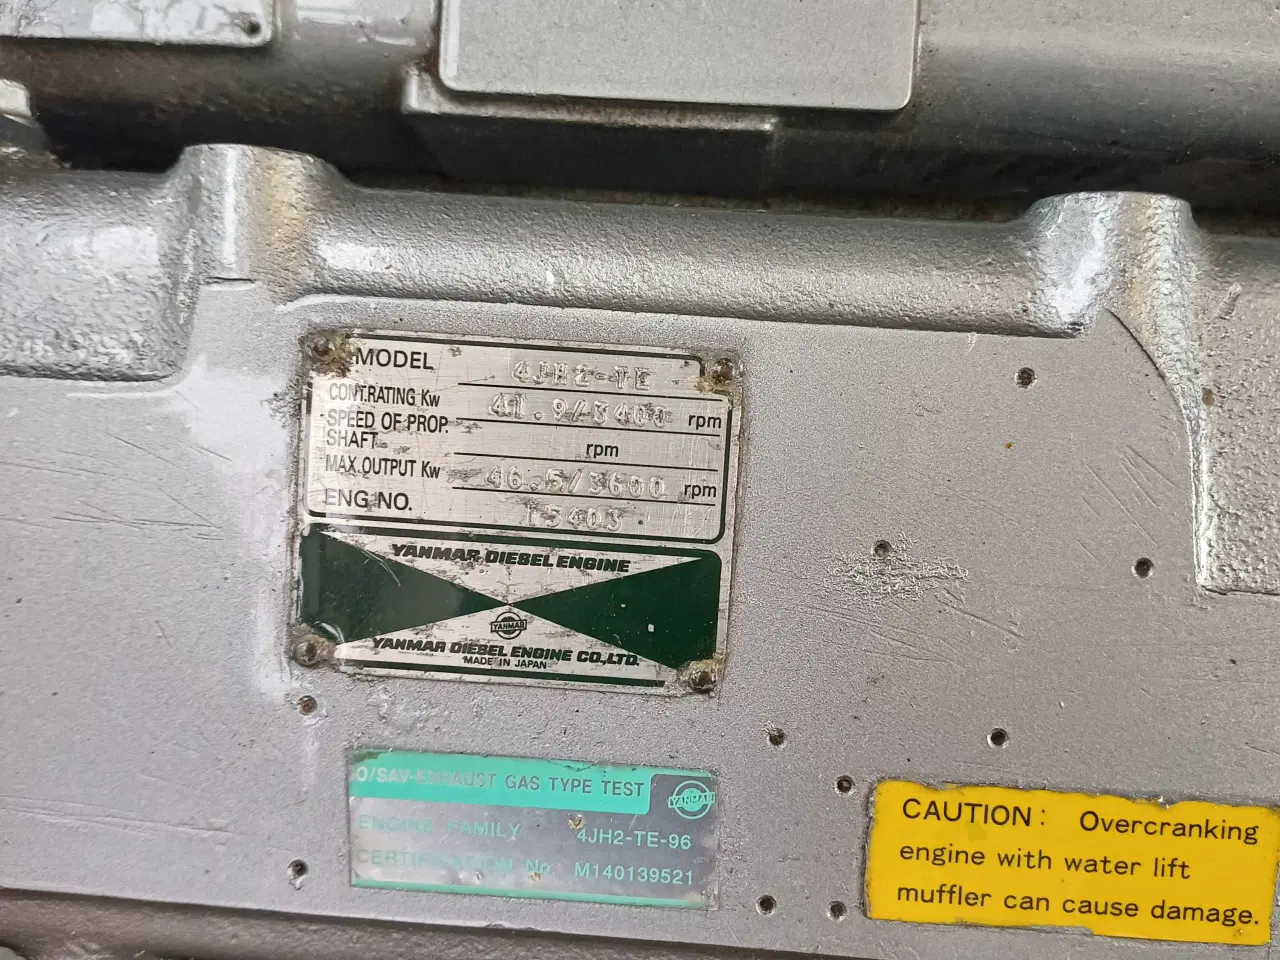 MODEL 4JH2-TE
CONT.RATING Kw 41.9/3400 rpm
SPEED OF PROP.
SHAFT rpm
MAX.OUTPUT Kw 46.5/3600 rpm
ENG NO. 15403
YANMAR DIESEL ENGINE
YANMAR
YANMAR DIESEL ENGINE CO.,LTD.
MADE IN JAPAN
O/SAV-EXHAUST GAS TYPE TEST
YANMAR
ENGINE FAMILY 4JH2-TE-96
CERTIFICATION No. M140139521
CAUTION: Overcranking
engine with water lift
muffler can cause damage.